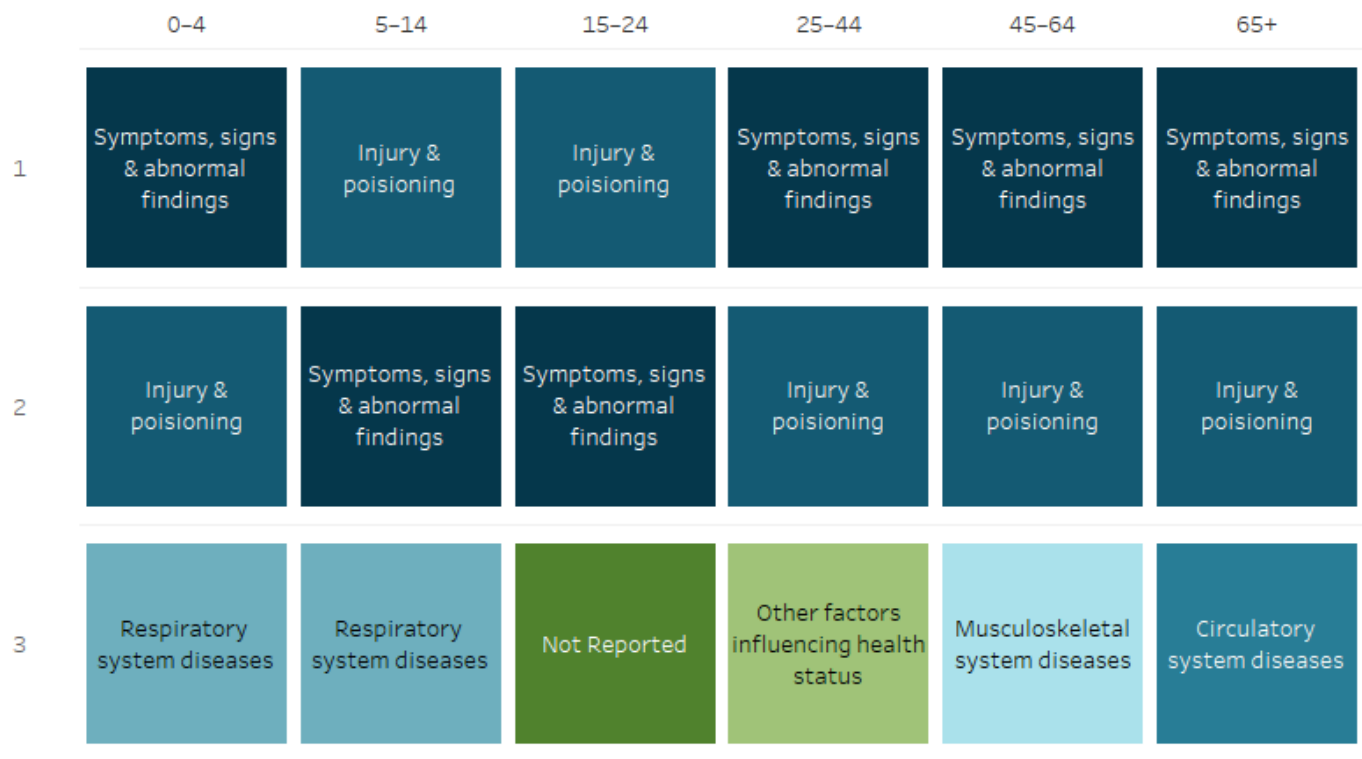 0–4 5–14 15–24 25–44 45–64 65+
1
Symptoms, signs
& abnormal
findings
Injury &
poisioning
Injury &
poisioning
Symptoms, signs
& abnormal
findings
Symptoms, signs
& abnormal
findings
Symptoms, signs
& abnormal
findings
2
Injury &
poisioning
Symptoms, signs
& abnormal
findings
Symptoms, signs
& abnormal
findings
Injury &
poisioning
Injury &
poisioning
Injury &
poisioning
3
Respiratory
system diseases
Respiratory
system diseases
Not Reported
Other factors
influencing health
status
Musculoskeletal
system diseases
Circulatory
system diseases